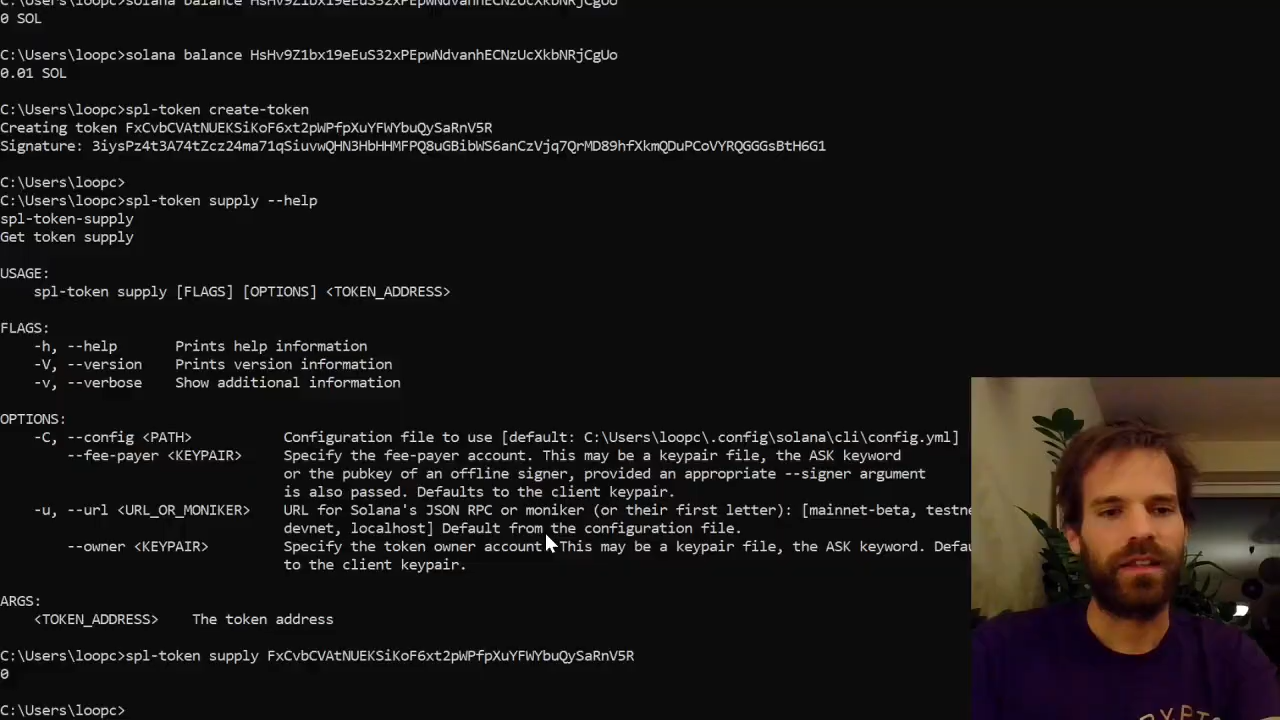 C:\Users\loopc>solana balance HsHv9Z1bx19eEuS32xPEpwNdvanhECNzUcXkbNRjCgUo
0 SOL
C:\Users\loopc>solana balance HsHv9Z1bx19eEuS32xPEpwNdvanhECNzUcXkbNRjCgUo
0.01 SOL
C:\Users\loopc>spl-token create-token
Creating token FxCvbCVAtNUEKSiKoF6xt2pWPfpXuYFWYbuQySaRnV5R
Signature: 3iysPz4t3A74tZcz24ma71qSiuvwQHN3HbHHMFPQ8uGBibWS6anCzVjq7QrMD89hfXkmQDuPCoVYRQGGGsBtH6G1
C:\Users\loopc>
C:\Users\loopc>spl-token supply --help
spl-token-supply
Get token supply
USAGE:
spl-token supply [FLAGS] [OPTIONS] <TOKEN_ADDRESS>
FLAGS:
-h, --help Prints help information
-V, --version Prints version information
-v, --verbose Show additional information
OPTIONS:
-C, --config <PATH> Configuration file to use [default: C:\Users\loopc\.config\solana\cli\config.yml]
--fee-payer <KEYPAIR> Specify the fee-payer account. This may be a keypair file, the ASK keyword
or the pubkey of an offline signer, provided an appropriate --signer argument
is also passed. Defaults to the client keypair.
-u, --url <URL_OR_MONIKER> URL for Solana's JSON RPC or moniker (or their first letter): [mainnet-beta, testne
devnet, localhost] Default from the configuration file.
--owner <KEYPAIR> Specify the token owner account. This may be a keypair file, the ASK keyword. Defau
to the client keypair.
ARGS:
<TOKEN_ADDRESS> The token address
C:\Users\loopc>spl-token supply FxCvbCVAtNUEKSiKoF6xt2pWPfpXuYFWYbuQySaRnV5R
0
C:\Users\loopc>